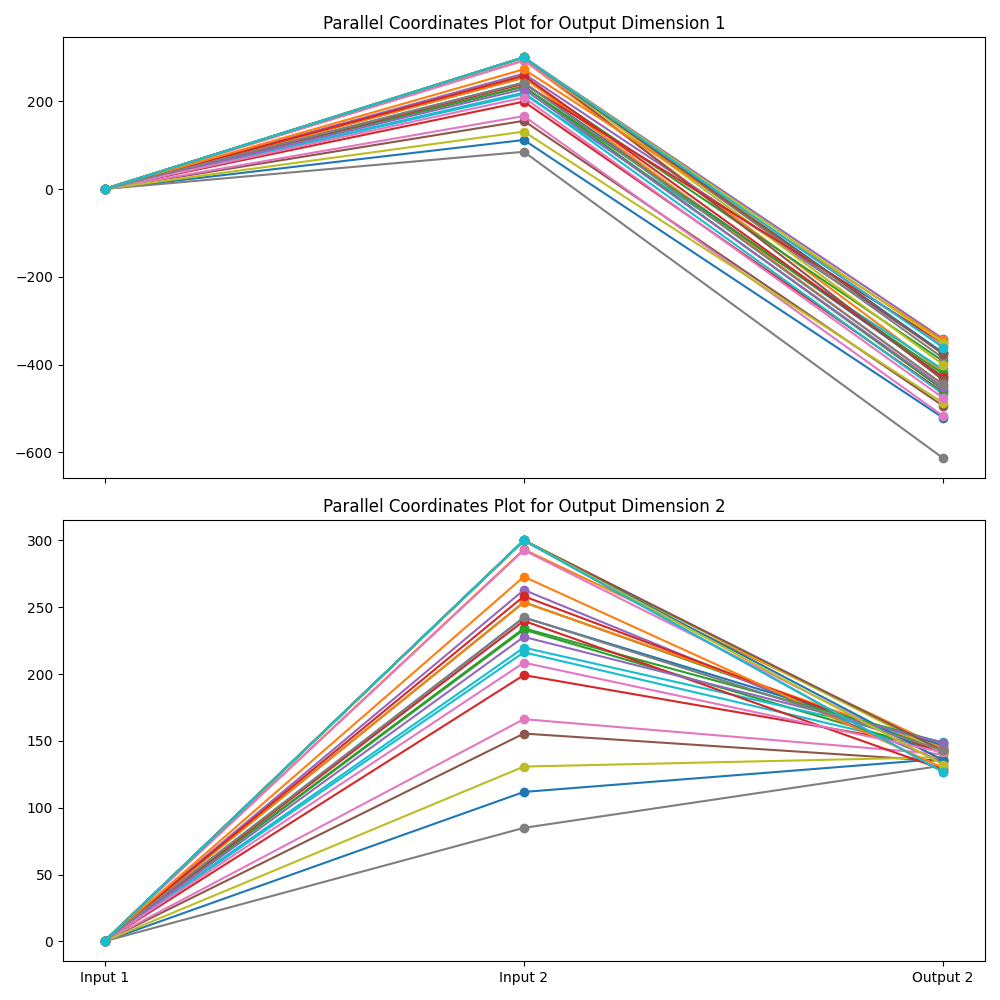 Parallel Coordinates Plot for Output Dimension 1
200
0
−200
−400
−600
Parallel Coordinates Plot for Output Dimension 2
300
250
200
150
100
50
0
Input 1
Input 2
Output 2